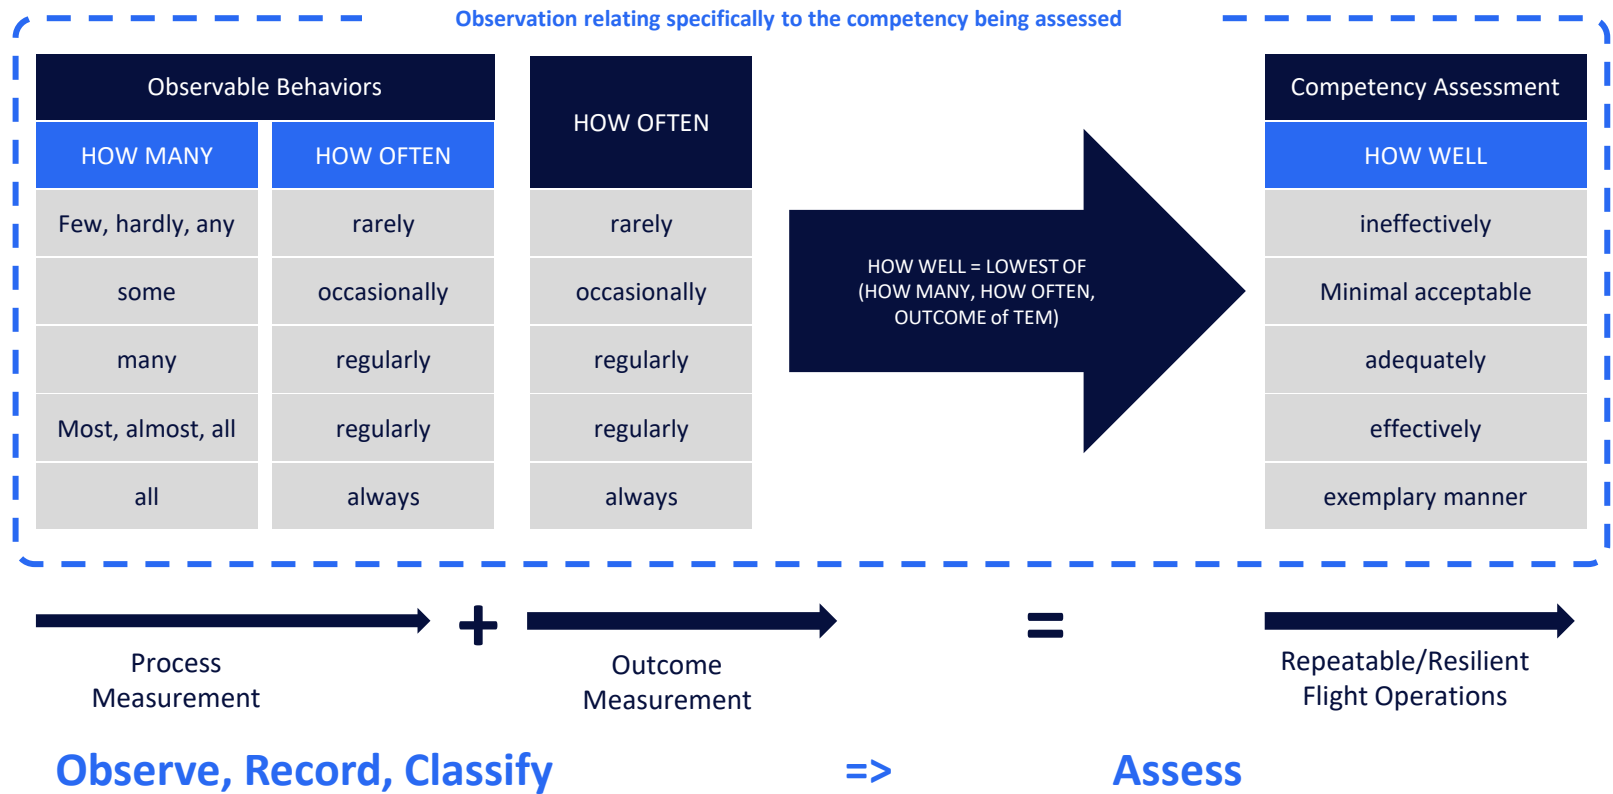 Observation relating specifically to the competency being assessed
Observable Behaviors
HOW MANY
HOW OFTEN
Few, hardly, any
rarely
some
occasionally
many
regularly
Most, almost, all
regularly
all
always
HOW OFTEN
rarely
occasionally
regularly
regularly
always
HOW WELL = LOWEST OF
(HOW MANY, HOW OFTEN,
OUTCOME of TEM)
Competency Assessment
HOW WELL
ineffectively
Minimal acceptable
adequately
effectively
exemplary manner
Process
Measurement
+
Outcome
Measurement
=
Repeatable/Resilient
Flight Operations
Observe, Record, Classify
=>
Assess